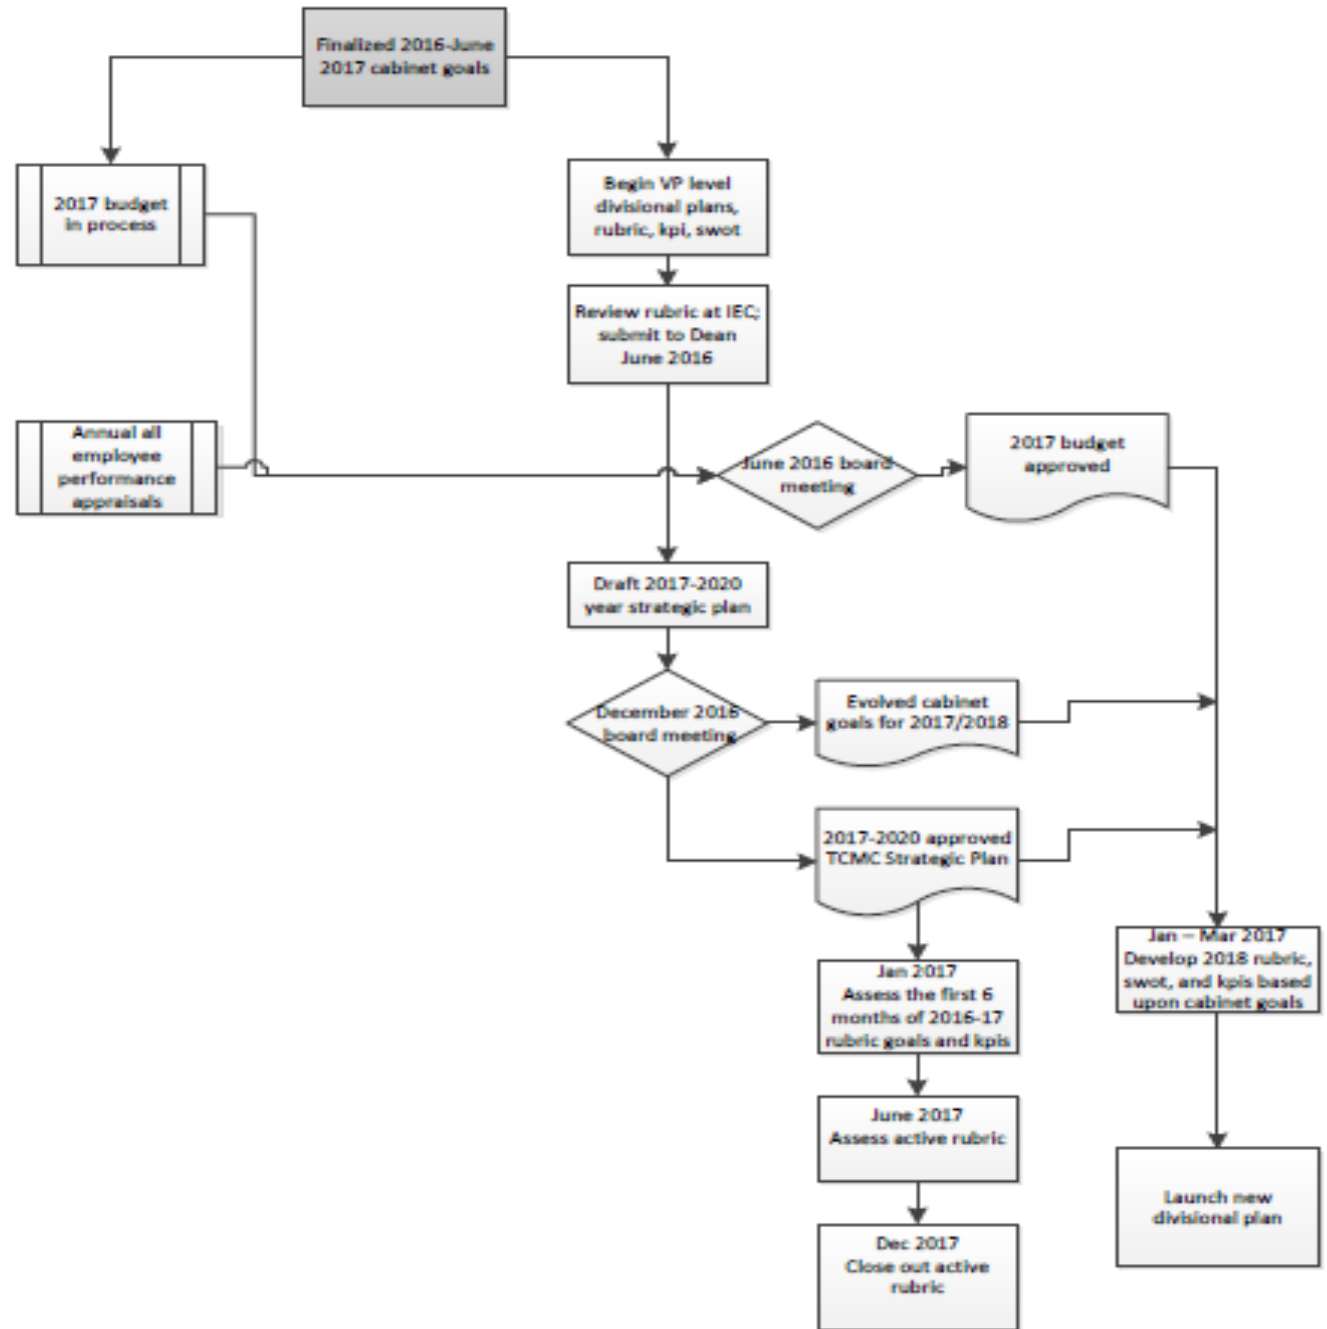 Finalized 2016-June
2017 cabinet goals
2017 budget
in process
Begin VP level
divisional plans,
rubric, kpi, swot
Review rubric at IEC;
submit to Dean
June 2016
Annual all
employee
performance
appraisals
June 2016 board
meeting
2017 budget
approved
Draft 2017-2020
year strategic plan
December 2016
board meeting
Evolved cabinet
goals for 2017/2018
2017-2020 approved
TCMC Strategic Plan
Jan – Mar 2017
Develop 2018 rubric,
swot, and kpis based
upon cabinet goals
Jan 2017
Assess the first 6
months of 2016-17
rubric goals and kpis
June 2017
Assess active rubric
Launch new
divisional plan
Dec 2017
Close out active
rubric